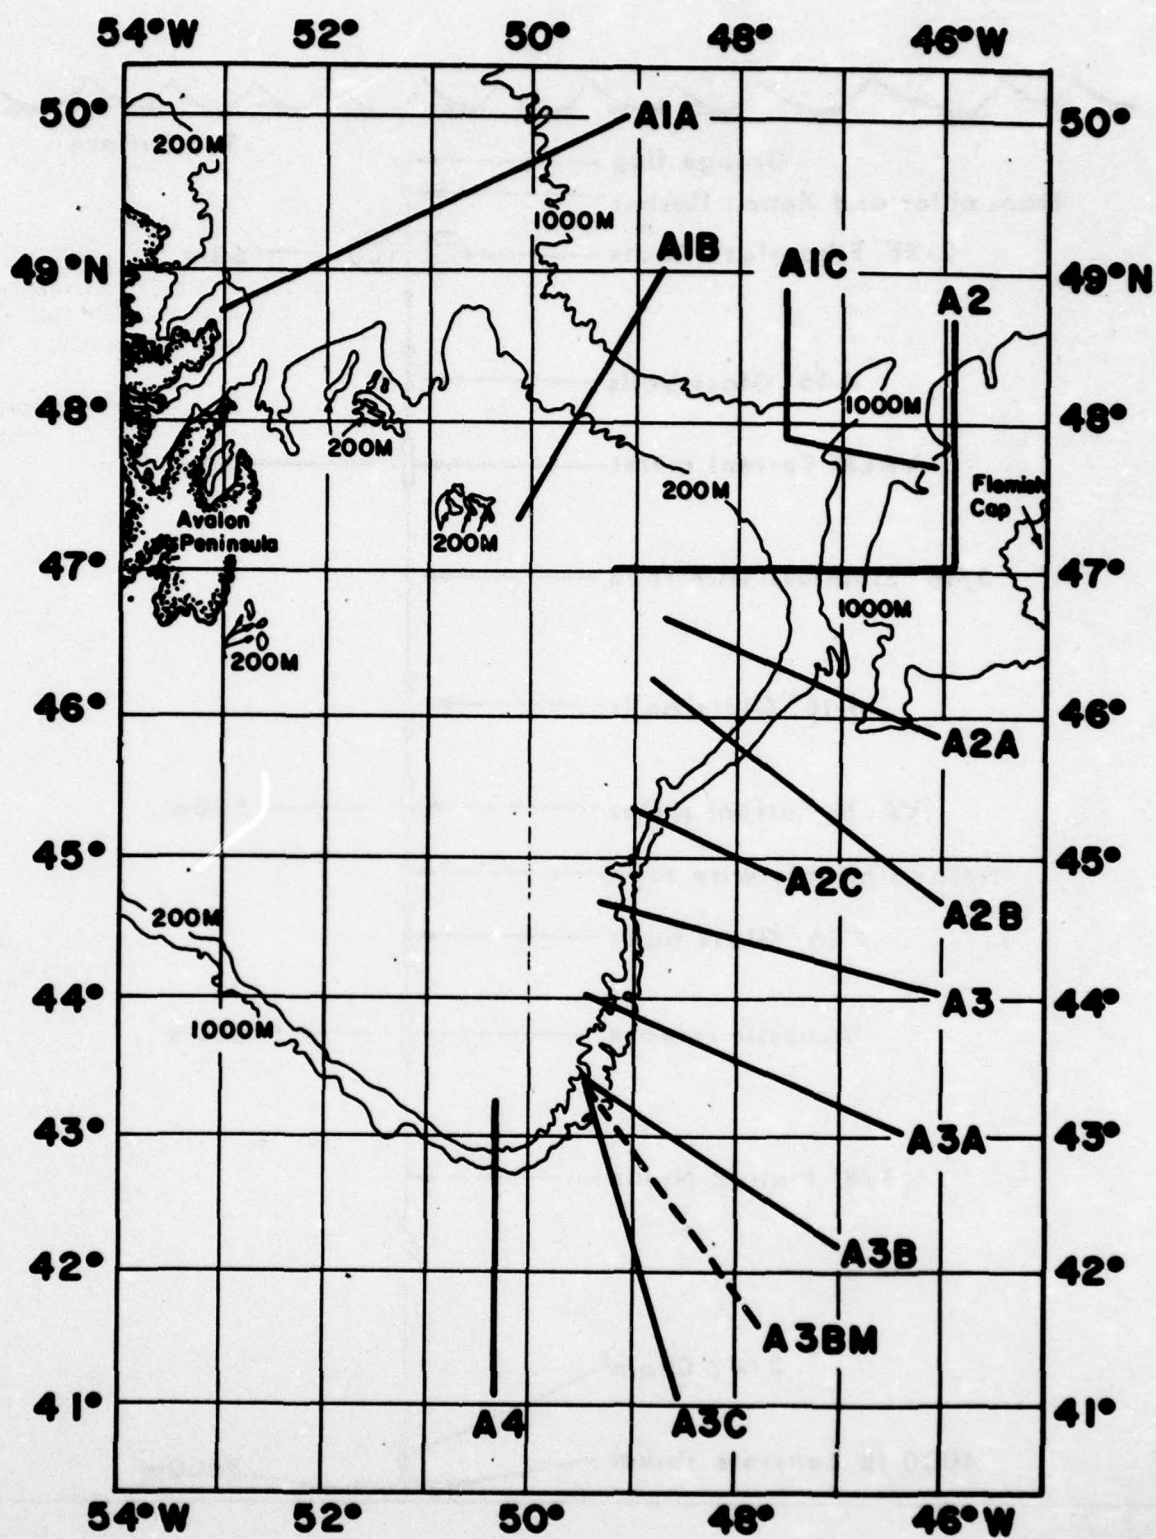 54°W 52° 50° 48° 46°W
50° A1A 50°
200M
1000M
49°N A1B A1C 49°N
A2
48° 1000M 48°
200M
200M
Flemish
Cap
Avalon
Peninsula
200M
47° 47°
1000M
200M
46° 46°
A2A
45° A2C 45°
A2B
200M
44° A3 44°
1000M
43° A3A 43°
42° A3B 42°
A3BM
41° A4 A3C 41°
54°W 52° 50° 48° 46°W